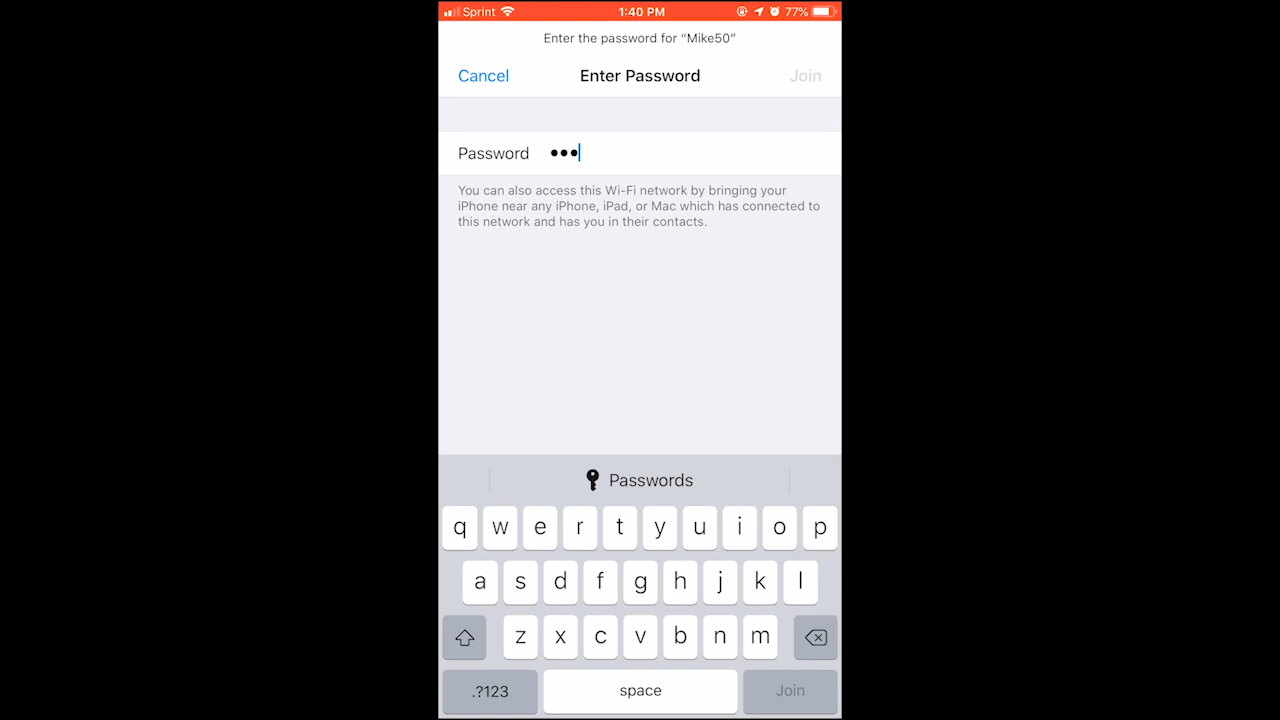 Sprint 1:40 PM 77%
Enter the password for “Mike50”
Cancel Enter Password Join
Password •••
You can also access this Wi-Fi network by bringing your
iPhone near any iPhone, iPad, or Mac which has connected to
this network and has you in their contacts.
Passwords
q w e r t y u i o p
a s d f g h j k l
z x c v b n m
.?123 space Join